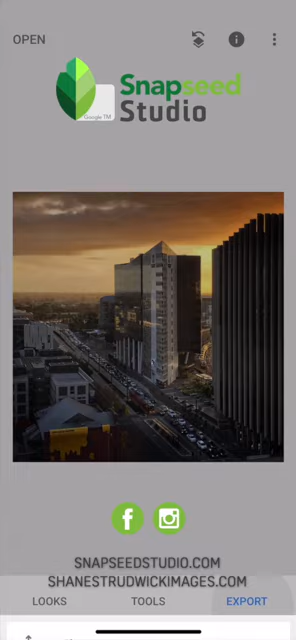 OPEN
Snapseed
Studio
Google TM
SNAPSEEDSTUDIO.COM
SHANESTRUDWICKIMAGES.COM
LOOKS
TOOLS
EXPORT